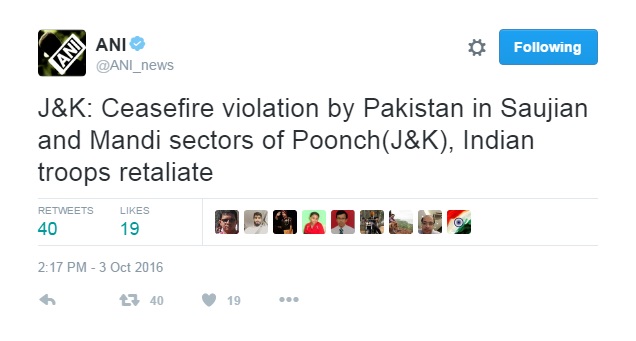 ANI
ANI
@ANI_news
Following
J&K: Ceasefire violation by Pakistan in Saujian
and Mandi sectors of Poonch(J&K), Indian
troops retaliate
RETWEETS LIKES
40 19
2:17 PM - 3 Oct 2016
40 19